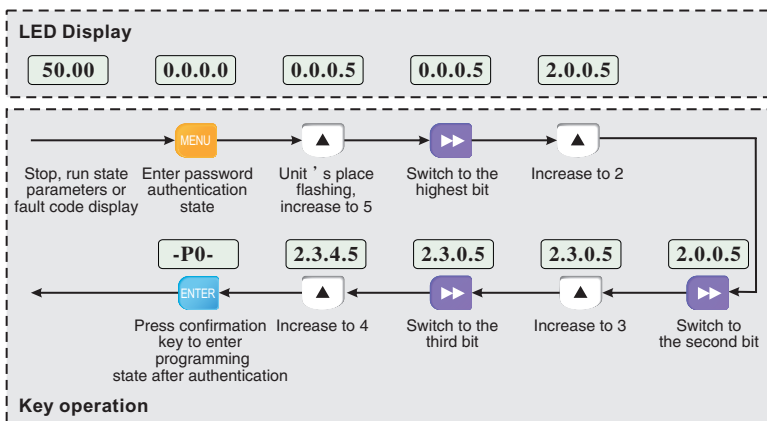 LED Display
50.00 0.0.0.0 0.0.0.5 0.0.0.5 2.0.0.5
MENU
Stop, run state
parameters or
fault code display
Enter password
authentication
state
Unit ’ s place
flashing,
increase to 5
Switch to the
highest bit
Increase to 2
-P0- 2.3.4.5 2.3.0.5 2.3.0.5 2.0.0.5
ENTER
Press confirmation
key to enter
programming
state after authentication
Increase to 4
Switch to the
third bit
Increase to 3
Switch to
the second bit
Key operation